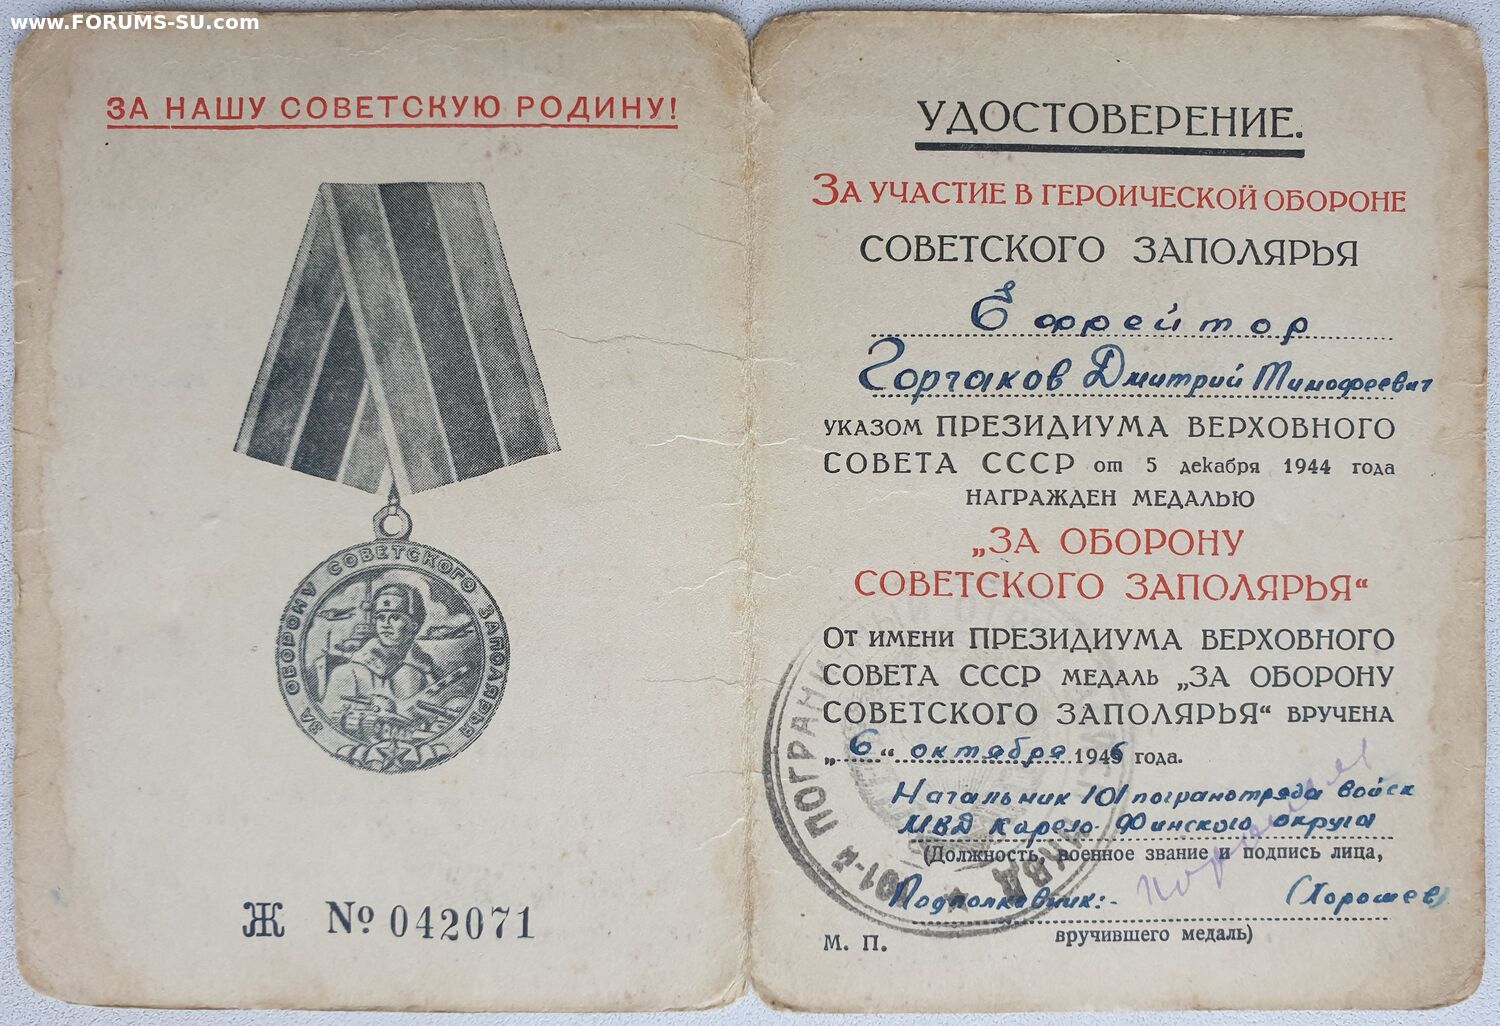 www.FORUMS-SU.com
ЗА НАШУ СОВЕТСКУЮ РОДИНУ!
ЗА ОБОРОНУ СОВЕТСКОГО ЗАПОЛЯРЬЯ
Ж № 042071
УДОСТОВЕРЕНИЕ.
ЗА УЧАСТИЕ В ГЕРОИЧЕСКОЙ ОБОРОНЕ
СОВЕТСКОГО ЗАПОЛЯРЬЯ
Ефрейтор
Горчаков Дмитрий Тимофеевич
УКАЗОМ ПРЕЗИДИУМА ВЕРХОВНОГО
СОВЕТА СССР от 5 декабря 1944 года
НАГРАЖДЕН МЕДАЛЬЮ
„ЗА ОБОРОНУ
СОВЕТСКОГО ЗАПОЛЯРЬЯ“
ОТ ИМЕНИ ПРЕЗИДИУМА ВЕРХОВНОГО
СОВЕТА СССР МЕДАЛЬ „ЗА ОБОРОНУ
СОВЕТСКОГО ЗАПОЛЯРЬЯ“ ВРУЧЕНА
„6“ октября 1946 года.
Начальник 101 погранотряда войск
МВД Карело-Финского округа
(Должность, военное звание и подпись лица,
Подполковник:- (Хорошев)
вручившего медаль)
М. П.
101-й ПОГРАНИ НКВД